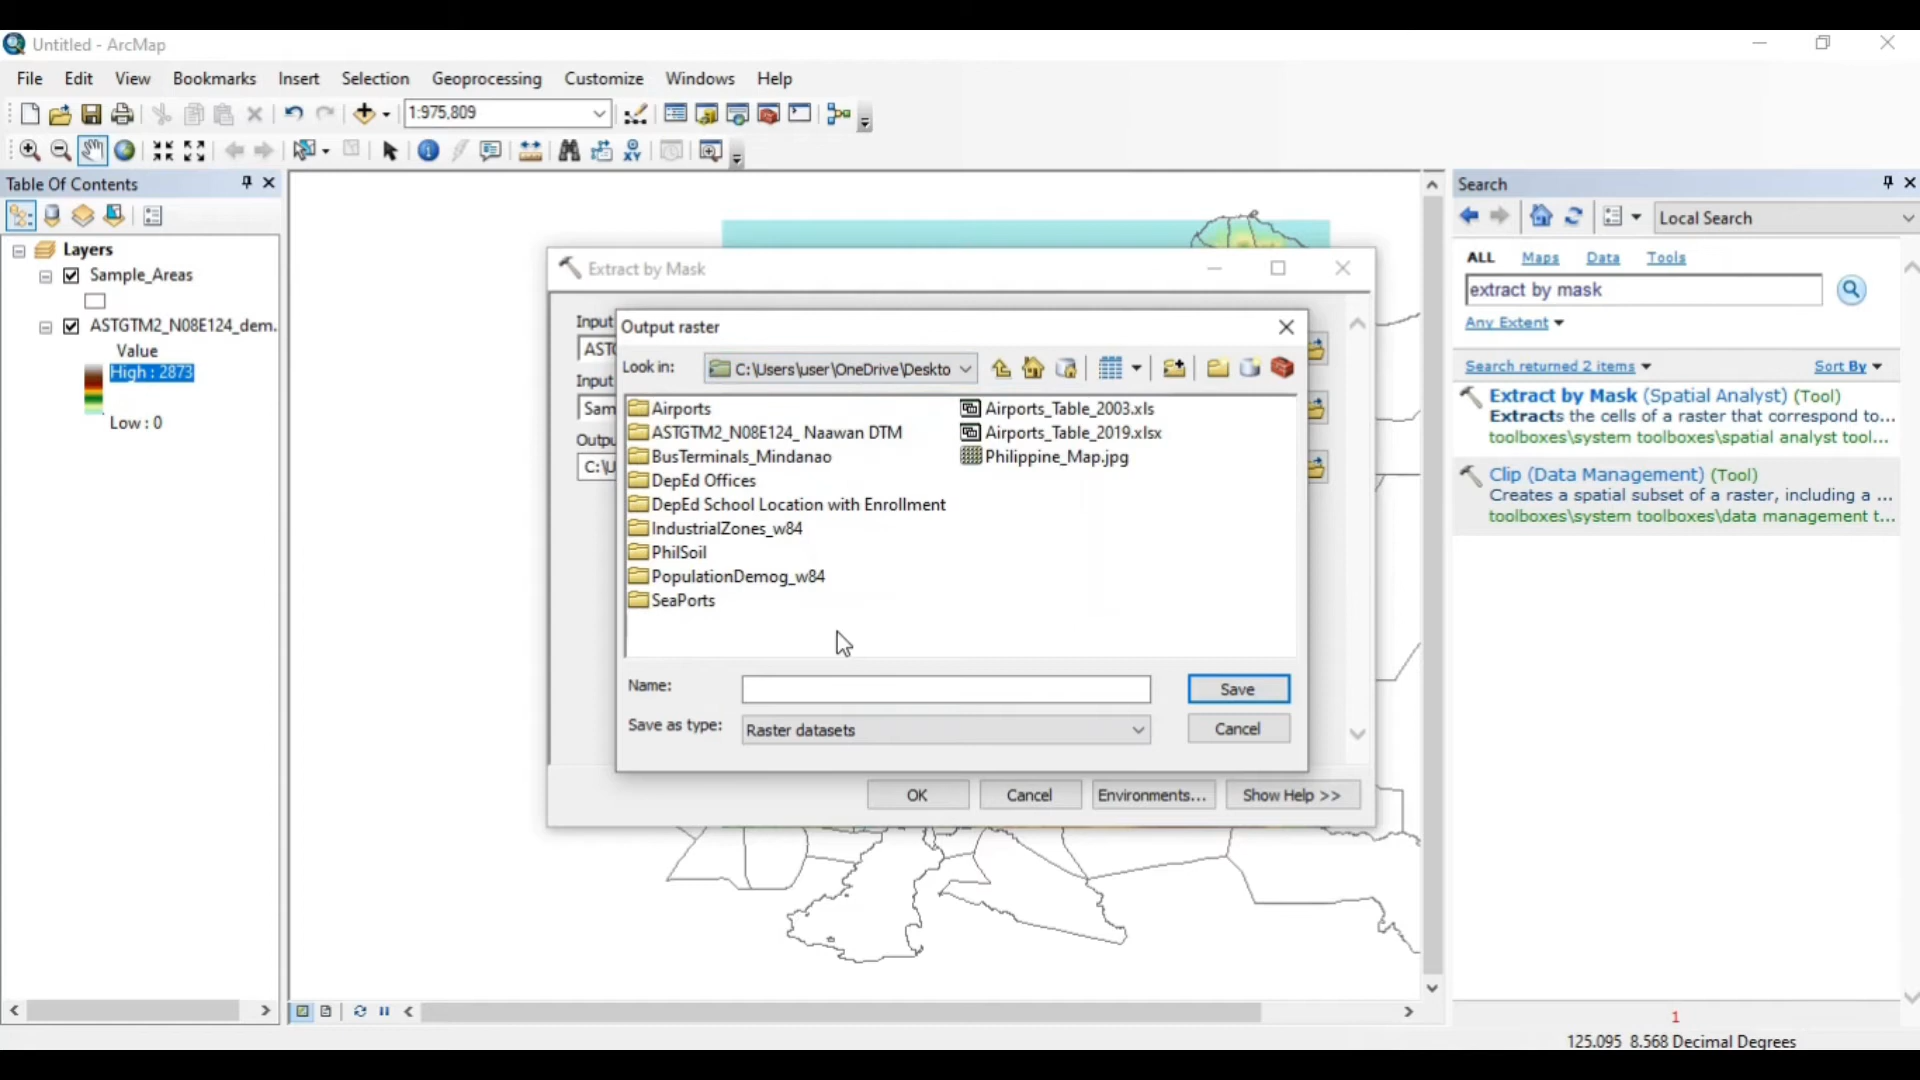 Untitled - ArcMap
File Edit View Bookmarks Insert Selection Geoprocessing Customize Windows Help
1:975,809
Table Of Contents
Layers
Sample_Areas
ASTGTM2_N08E124_dem.
Value
High : 2873
Low : 0
Extract by Mask
Input
AST
Input
Sam
Outpu
C:\U
Output raster
Look in:
C:\Users\user\OneDrive\Deskto
Airports
ASTGTM2_N08E124_ Naawan DTM
BusTerminals_Mindanao
DepEd Offices
DepEd School Location with Enrollment
IndustrialZones_w84
PhilSoil
PopulationDemog_w84
SeaPorts
Airports_Table_2003.xls
Airports_Table_2019.xlsx
Philippine_Map.jpg
Name:
Save
Save as type:
Raster datasets
Cancel
OK
Cancel
Environments...
Show Help >>
Search
Local Search
ALL Maps Data Tools
extract by mask
Any Extent
Search returned 2 items
Sort By
Extract by Mask (Spatial Analyst) (Tool)
Extracts the cells of a raster that correspond to...
toolboxes\system toolboxes\spatial analyst tool...
Clip (Data Management) (Tool)
Creates a spatial subset of a raster, including a ...
toolboxes\system toolboxes\data management t...
1
125.095 8.568 Decimal Degrees